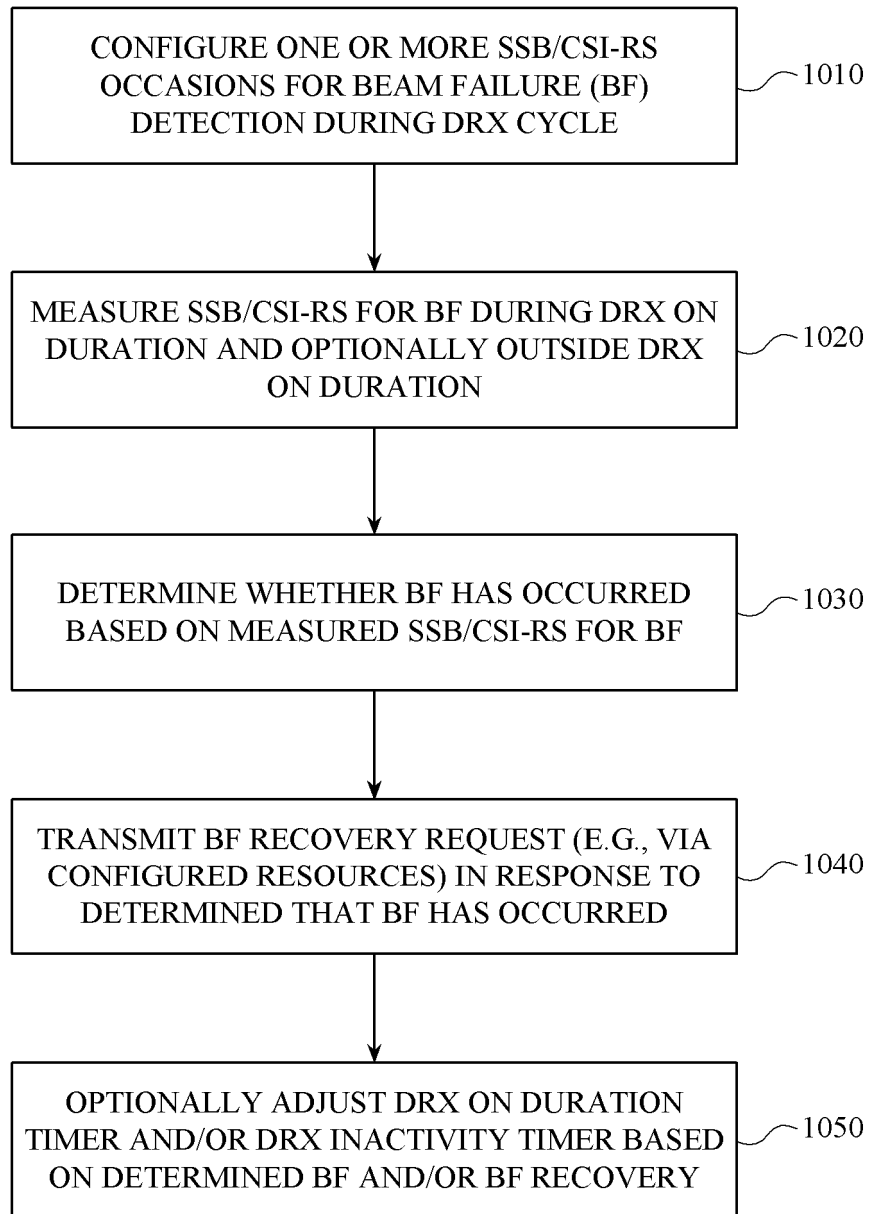 CONFIGURE ONE OR MORE SSB/CSI-RS
OCCASIONS FOR BEAM FAILURE (BF)
DETECTION DURING DRX CYCLE
1010
MEASURE SSB/CSI-RS FOR BF DURING DRX ON
DURATION AND OPTIONALLY OUTSIDE DRX
ON DURATION
1020
DETERMINE WHETHER BF HAS OCCURRED
BASED ON MEASURED SSB/CSI-RS FOR BF
1030
TRANSMIT BF RECOVERY REQUEST (E.G., VIA
CONFIGURED RESOURCES) IN RESPONSE TO
DETERMINED THAT BF HAS OCCURRED
1040
OPTIONALLY ADJUST DRX ON DURATION
TIMER AND/OR DRX INACTIVITY TIMER BASED
ON DETERMINED BF AND/OR BF RECOVERY
1050